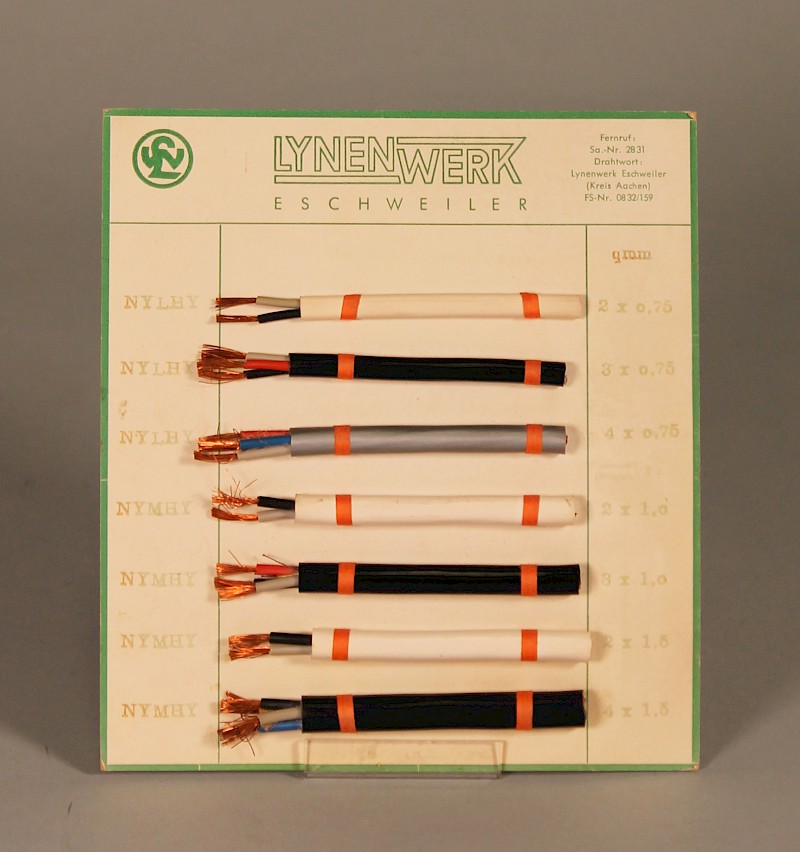 LYNENWERK
ESCHWEILER
Fernruf:
Sa.-Nr. 2831
Drahtwort:
Lynenwerk Eschweiler
(Kreis Aachen)
FS-Nr. 0832/159
qmm
NYLHY 2 x 0,75
NYLHY 3 x 0,75
NYLHY 4 x 0,75
NYMHY 2 x 1,0
NYMHY 3 x 1,0
NYMHY 2 x 1,5
NYMHY 4 x 1,5